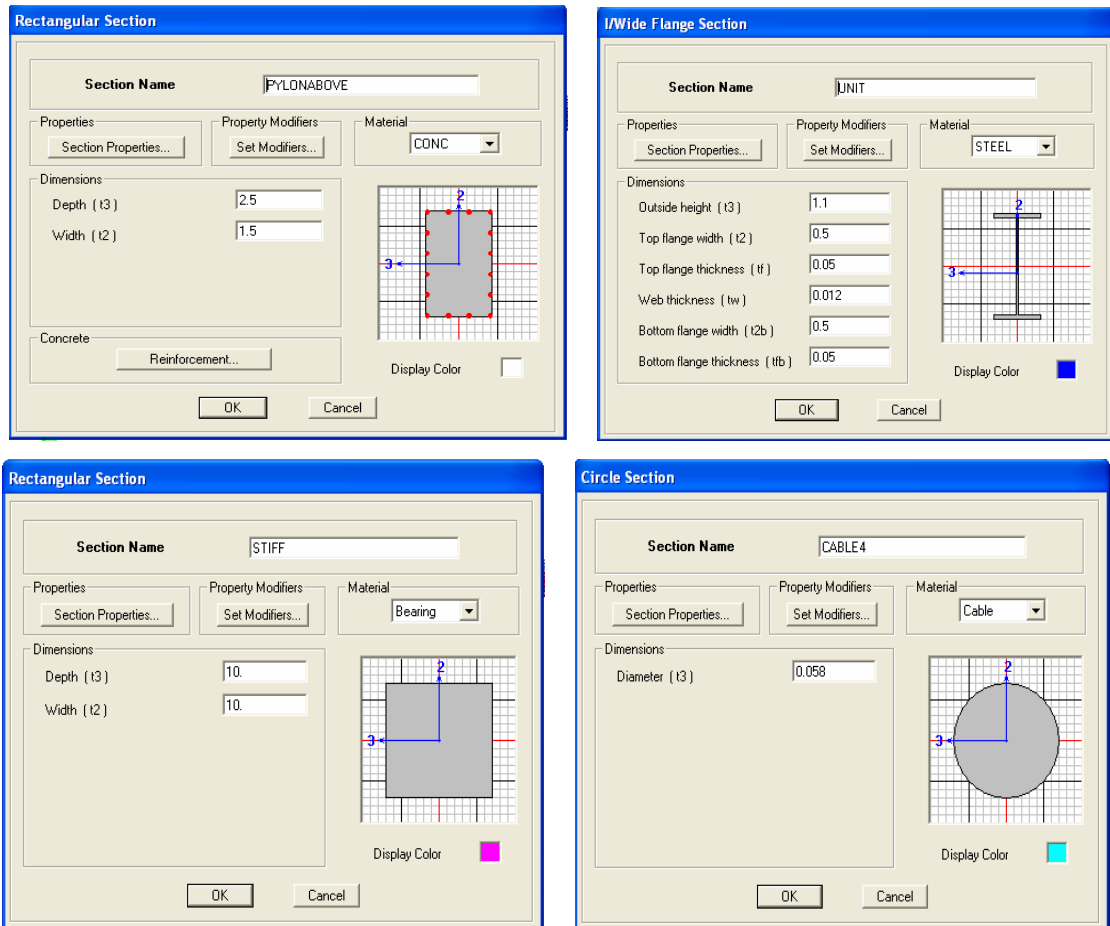 Rectangular Section
Section Name PYLONABOVE
Properties
Section Properties...
Property Modifiers
Set Modifiers...
Material
CONC
Dimensions
Depth ( t3 ) 2.5
Width ( t2 ) 1.5
2
3
Concrete
Reinforcement...
Display Color
OK Cancel
I/Wide Flange Section
Section Name UNIT
Properties
Section Properties...
Property Modifiers
Set Modifiers...
Material
STEEL
Dimensions
Outside height ( t3 ) 1.1
Top flange width ( t2 ) 0.5
Top flange thickness ( tf ) 0.05
Web thickness ( tw ) 0.012
Bottom flange width ( t2b ) 0.5
Bottom flange thickness ( tfb ) 0.05
2
3
Display Color
OK Cancel
Rectangular Section
Section Name STIFF
Properties
Section Properties...
Property Modifiers
Set Modifiers...
Material
Bearing
Dimensions
Depth ( t3 ) 10.
Width ( t2 ) 10.
2
3
Display Color
OK Cancel
Circle Section
Section Name CABLE4
Properties
Section Properties...
Property Modifiers
Set Modifiers...
Material
Cable
Dimensions
Diameter ( t3 ) 0.058
2
3
Display Color
OK Cancel